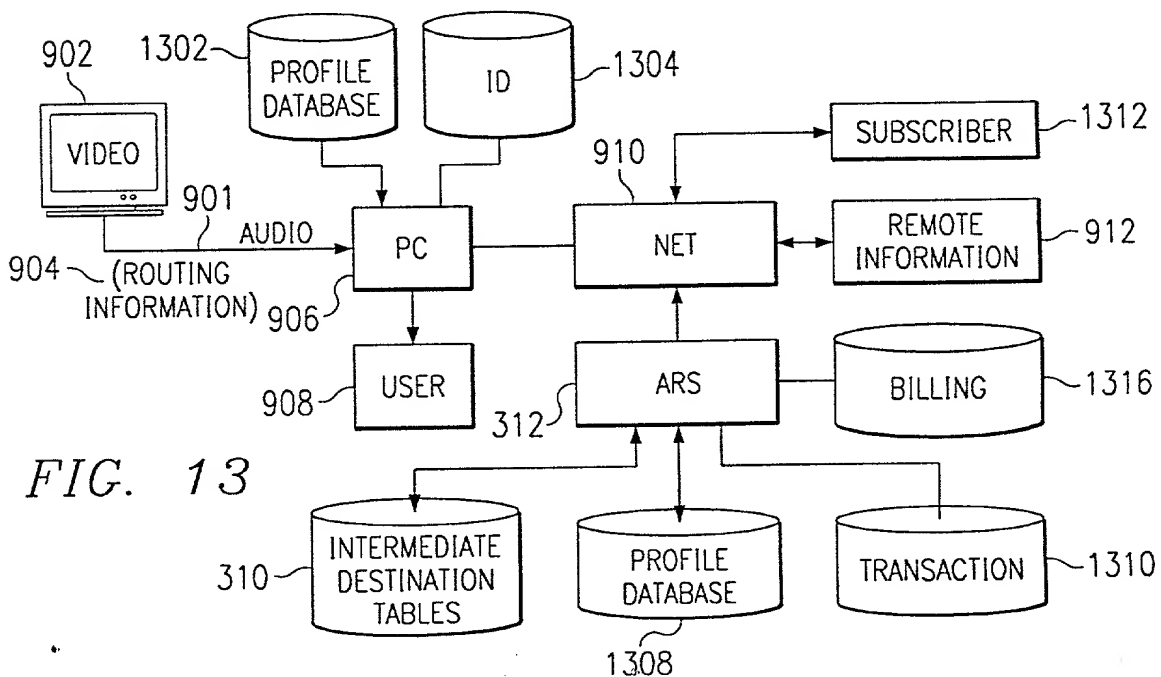 902
1302
PROFILE
DATABASE
ID
1304
VIDEO
901
AUDIO
904
(ROUTING
INFORMATION)
PC
906
USER
908
910
NET
SUBSCRIBER
1312
REMOTE
INFORMATION
912
ARS
312
BILLING
1316
FIG. 13
310
INTERMEDIATE
DESTINATION
TABLES
PROFILE
DATABASE
1308
TRANSACTION
1310